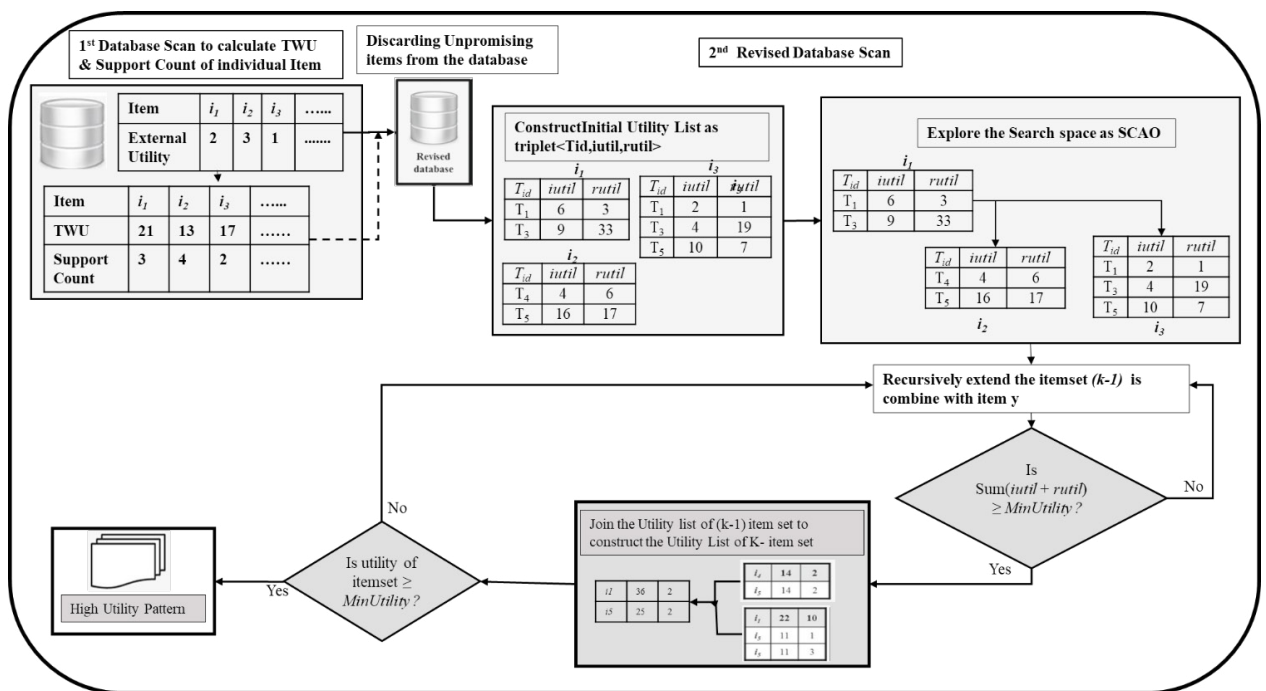 1st Database Scan to calculate TWU
& Support Count of individual Item
Discarding Unpromising
items from the database
2nd Revised Database Scan
Item i1 i2 i3 …...
External Utility 2 3 1 .......
Item i1 i2 i3 …...
TWU 21 13 17 ……
Support Count 3 4 2 ……
Revised
database
ConstructInitial Utility List as
triplet<Tid,iutil,rutil>
i1
Tid iutil rutil
T1 6 3
T3 9 33
i3
Tid iutil rutil
T1 2 1
T3 4 19
T5 10 7
i2
Tid iutil rutil
T4 4 6
T5 16 17
Explore the Search space as SCAO
i1
Tid iutil rutil
T1 6 3
T3 9 33
Tid iutil rutil
T4 4 6
T5 16 17
i2
Tid iutil rutil
T1 2 1
T3 4 19
T5 10 7
i3
Recursively extend the itemset (k-1) is
combine with item y
Is
Sum(iutil + rutil)
≥ MinUtility?
No
Yes
Join the Utility list of (k-1) item set to
construct the Utility List of K- item set
i1 36 2
i5 25 2
14 2
14 2
22 10
11 1
11 3
No
Is utility of
itemset ≥
MinUtility?
Yes
High Utility Pattern